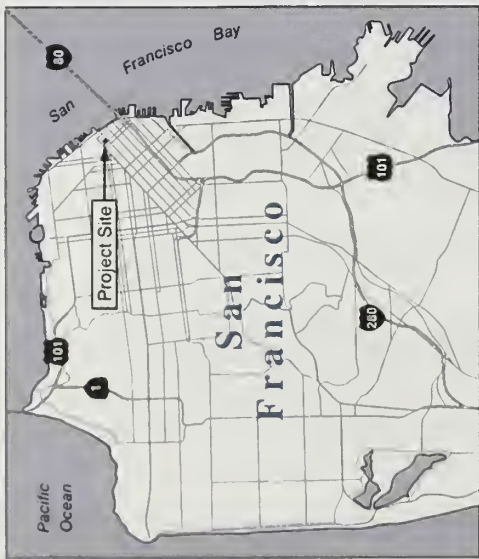 San
Francisco Bay
80
Pacific
Ocean
Project Site
101
1
San
Francisco
101
280